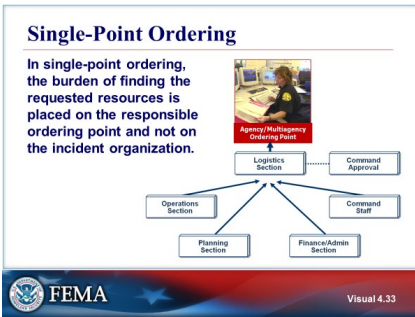 Single-Point Ordering
In single-point ordering,
the burden of finding the
requested resources is
placed on the responsible
ordering point and not on
the incident organization.
Agency/Multiagency
Ordering Point
Logistics
Section
Command
Approval
Operations
Section
Command
Staff
Planning
Section
Finance/Admin
Section
FEMA
Visual 4.33